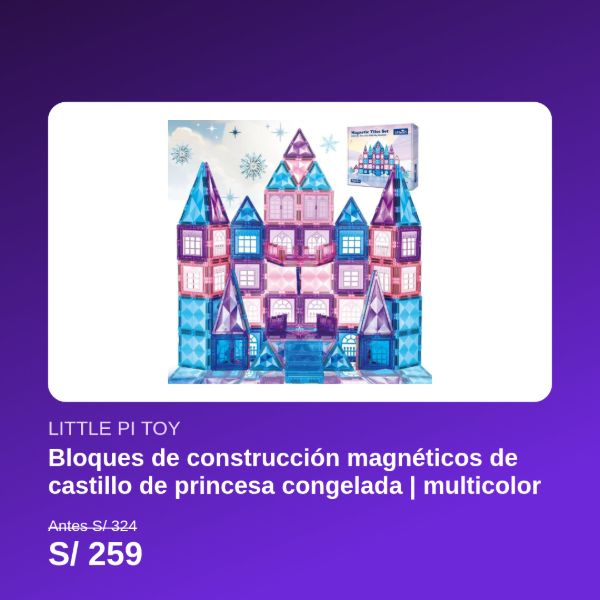 Magnetic Tiles Set
LITTLE PI TOY
Bloques de construcción magnéticos de
castillo de princesa congelada | multicolor
Antes S/ 324
S/ 259